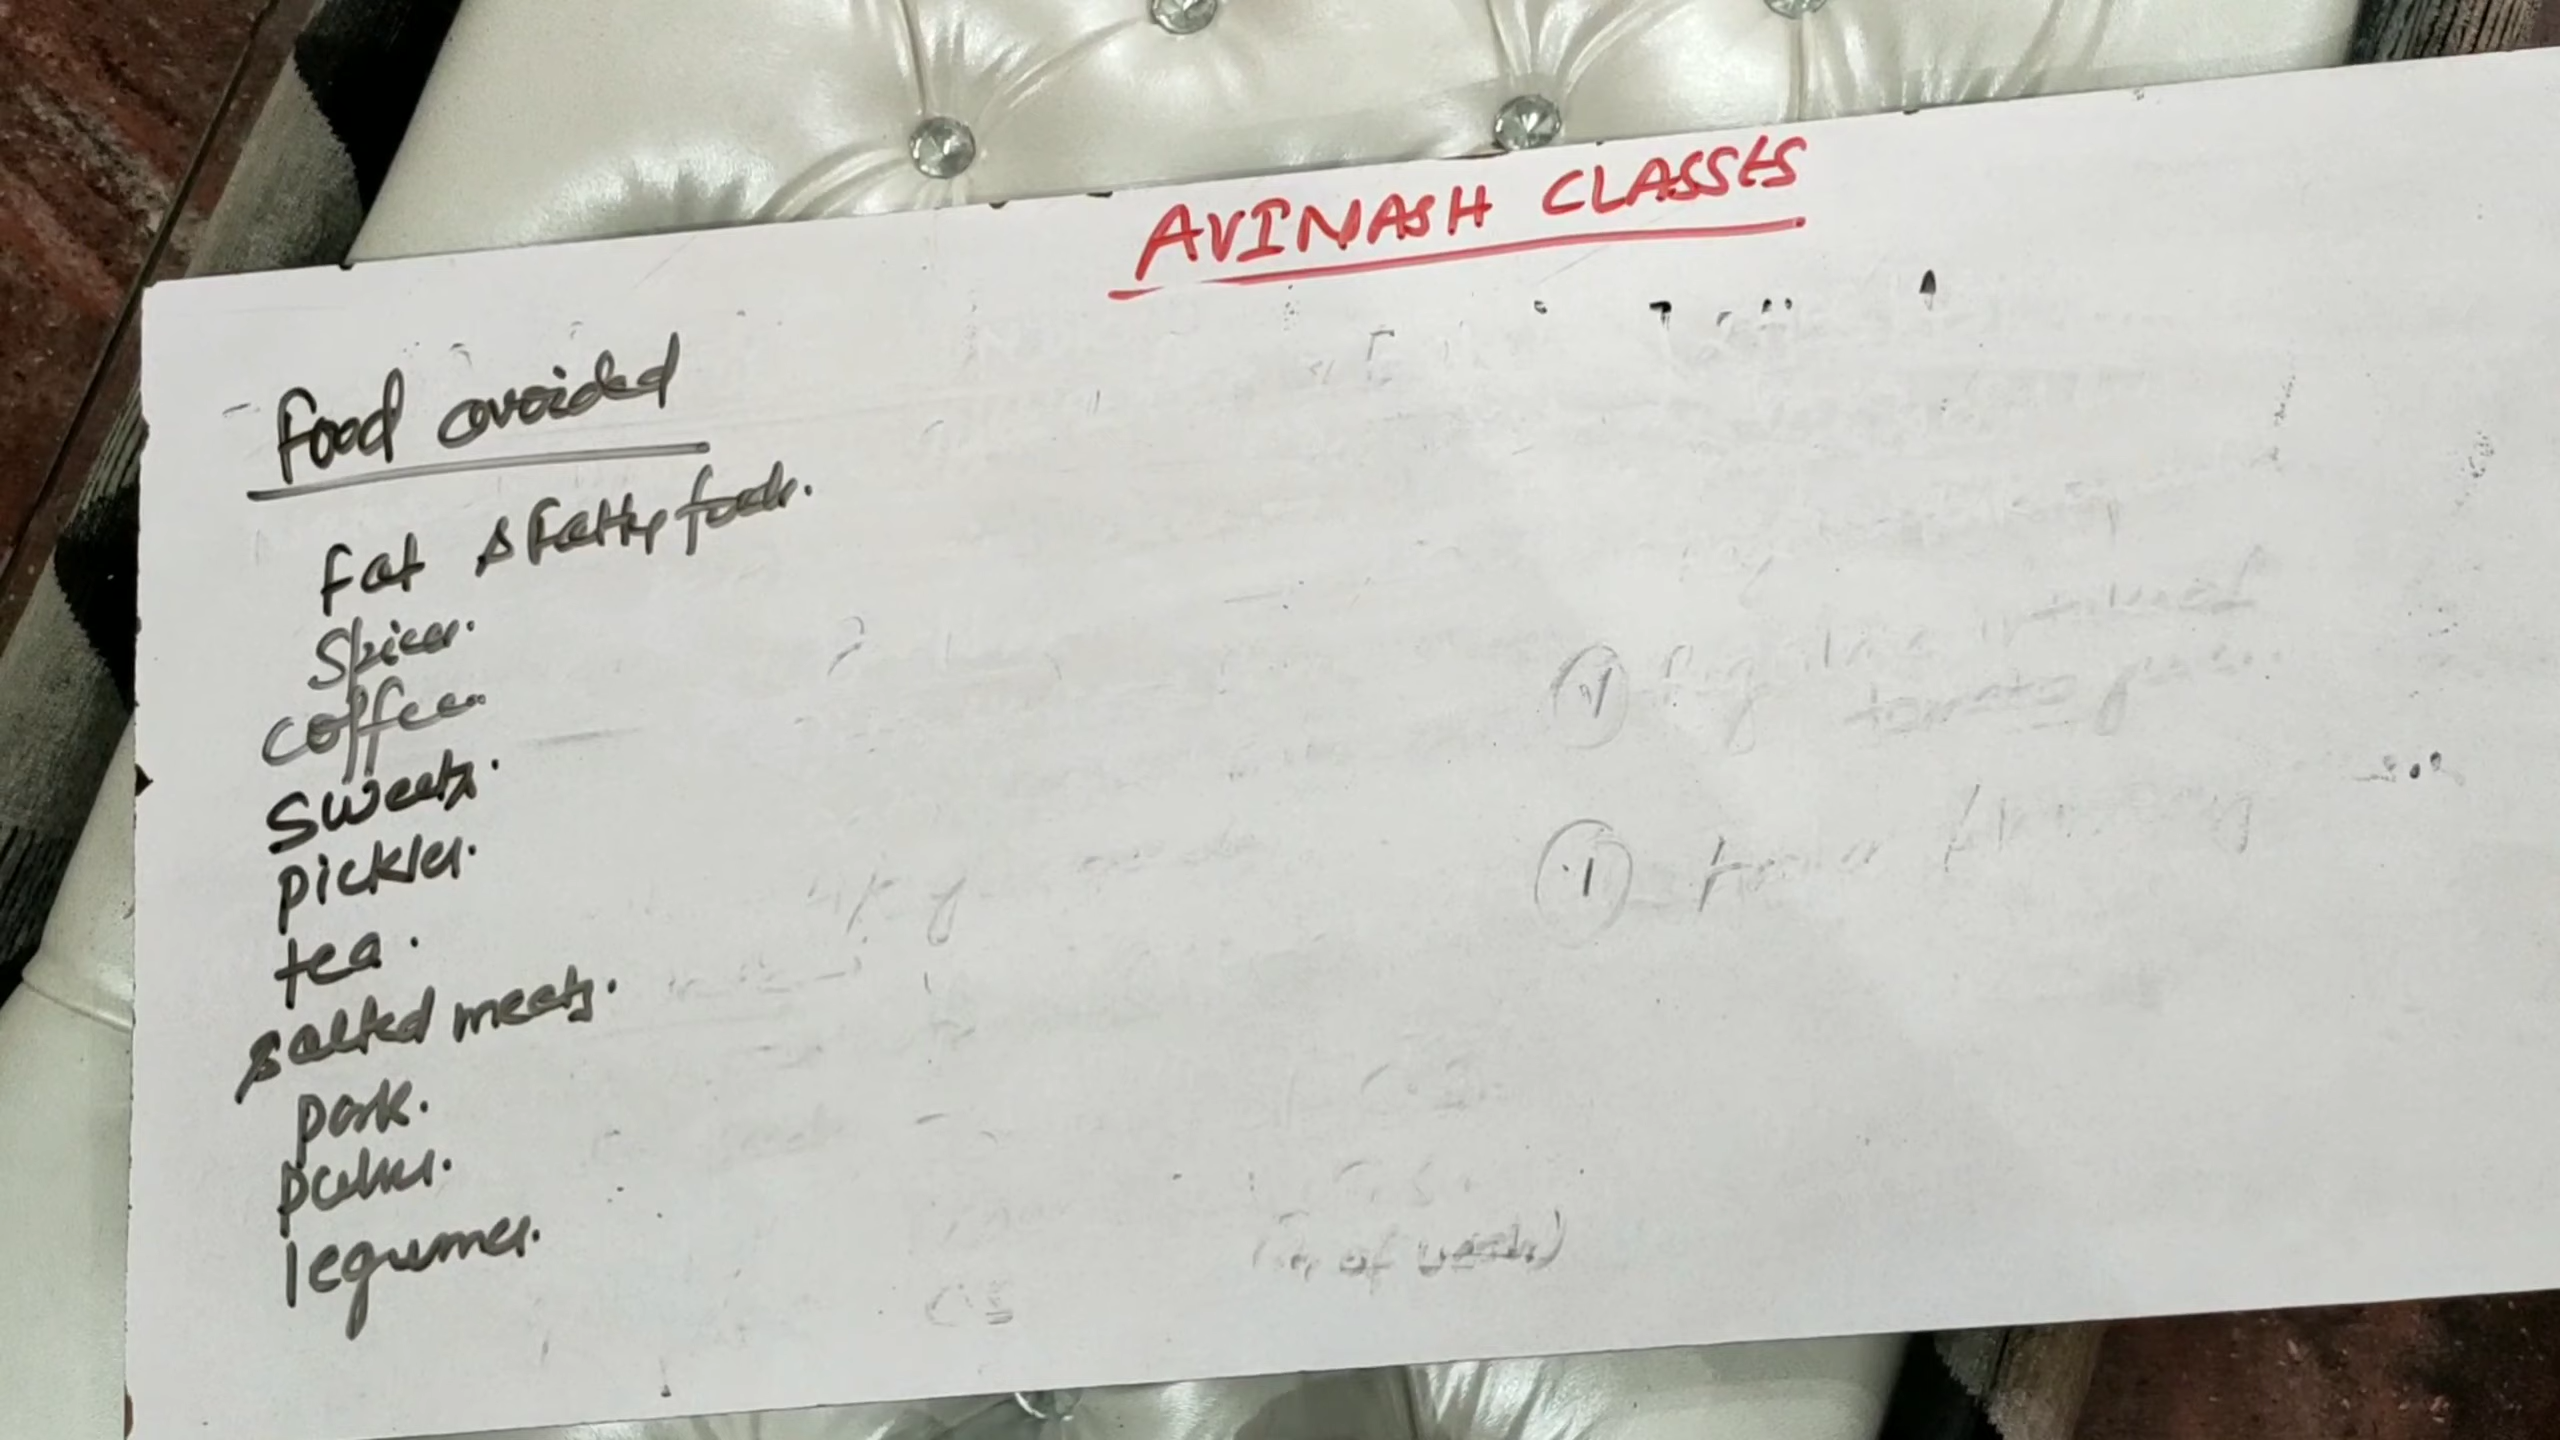 AVINASH CLASSES
Food avoided
Fat & Fatty foods.
Spices.
coffee.
Sweets.
pickles.
tea.
salted meats.
pork.
pulses.
legumes.